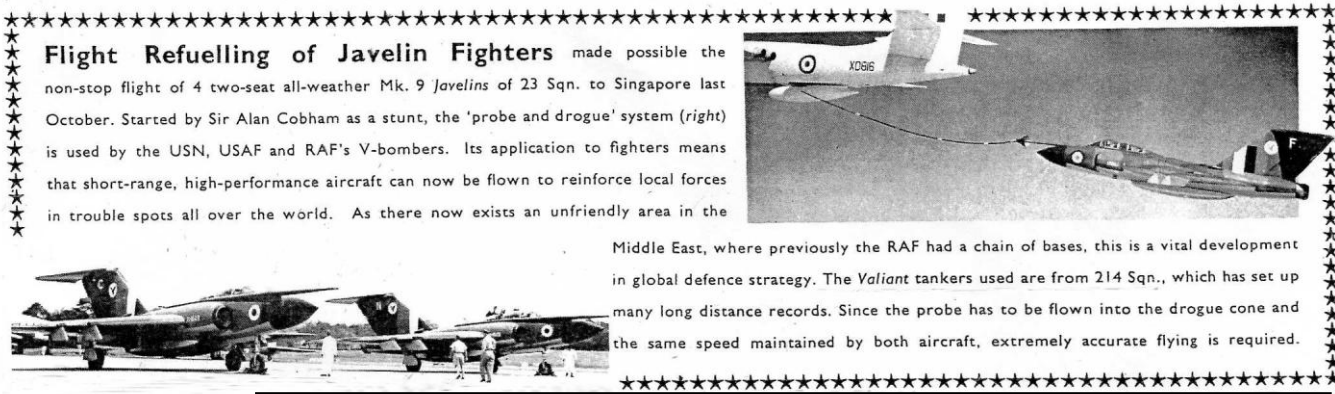 Flight Refuelling of Javelin Fighters made possible the
non-stop flight of 4 two-seat all-weather Mk. 9 Javelins of 23 Sqn. to Singapore last
October. Started by Sir Alan Cobham as a stunt, the 'probe and drogue' system (right)
is used by the USN, USAF and RAF's V-bombers. Its application to fighters means
that short-range, high-performance aircraft can now be flown to reinforce local forces
in trouble spots all over the world. As there now exists an unfriendly area in the
Middle East, where previously the RAF had a chain of bases, this is a vital development
in global defence strategy. The Valiant tankers used are from 214 Sqn., which has set up
many long distance records. Since the probe has to be flown into the drogue cone and
the same speed maintained by both aircraft, extremely accurate flying is required.
XD816
F